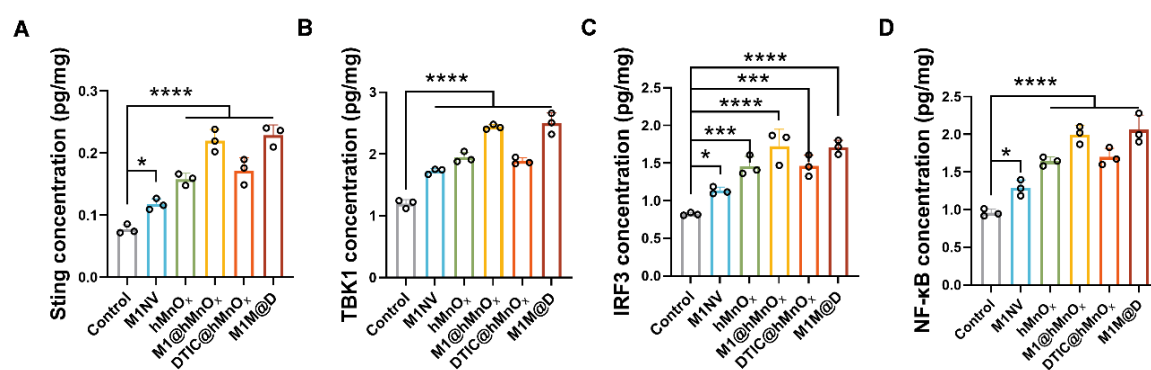 A
Sting concentration (pg/mg)
0.3
0.2
0.1
0.0
****
*
Control
M1NV
hMnOₓ
M1@hMnOₓ
DTIC@hMnOₓ
M1M@D
B
TBK1 concentration (pg/mg)
3
2
1
0
****
Control
M1NV
hMnOₓ
M1@hMnOₓ
DTIC@hMnOₓ
M1M@D
C
IRF3 concentration (pg/mg)
2.5
2.0
1.5
1.0
0.5
0.0
****
***
****
***
*
Control
M1NV
hMnOₓ
M1@hMnOₓ
DTIC@hMnOₓ
M1M@D
D
NF-κB concentration (pg/mg)
2.5
2.0
1.5
1.0
0.5
0.0
****
*
Control
M1NV
hMnOₓ
M1@hMnOₓ
DTIC@hMnOₓ
M1M@D